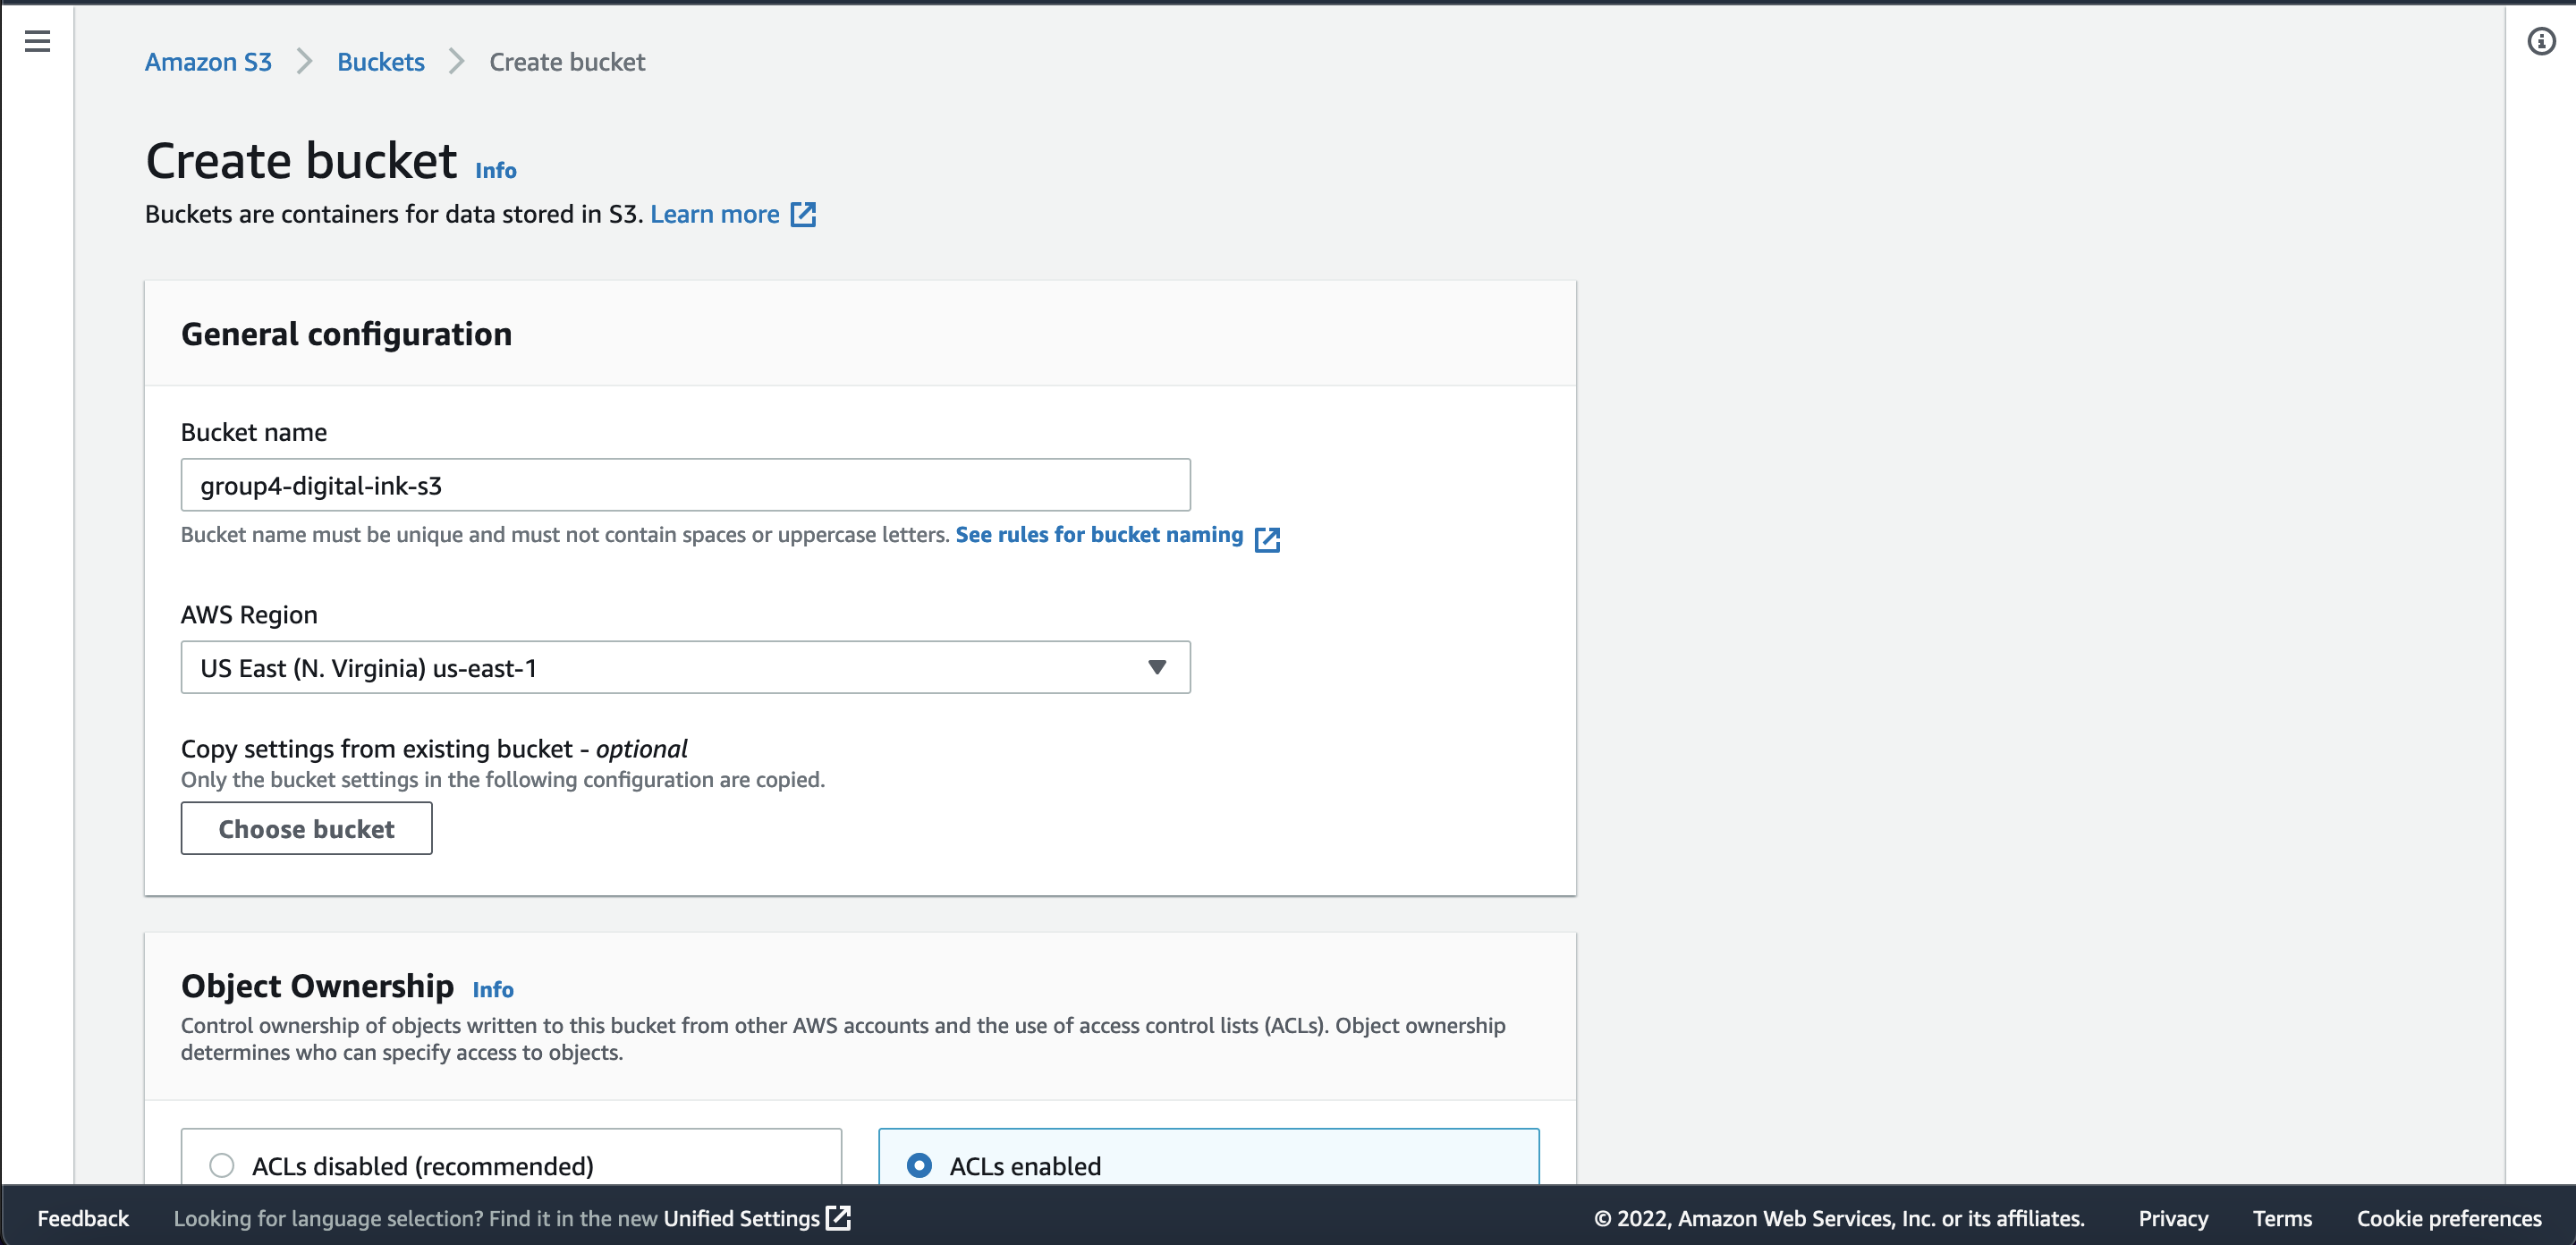 Amazon S3 Buckets Create bucket
Create bucket Info
Buckets are containers for data stored in S3. Learn more
General configuration
Bucket name
group4-digital-ink-s3
Bucket name must be unique and must not contain spaces or uppercase letters. See rules for bucket naming
AWS Region
US East (N. Virginia) us-east-1
Copy settings from existing bucket - optional
Only the bucket settings in the following configuration are copied.
Choose bucket
Object Ownership Info
Control ownership of objects written to this bucket from other AWS accounts and the use of access control lists (ACLs). Object ownership
determines who can specify access to objects.
ACLs disabled (recommended) ACLs enabled
Feedback Looking for language selection? Find it in the new Unified Settings © 2022, Amazon Web Services, Inc. or its affiliates. Privacy Terms Cookie preferences